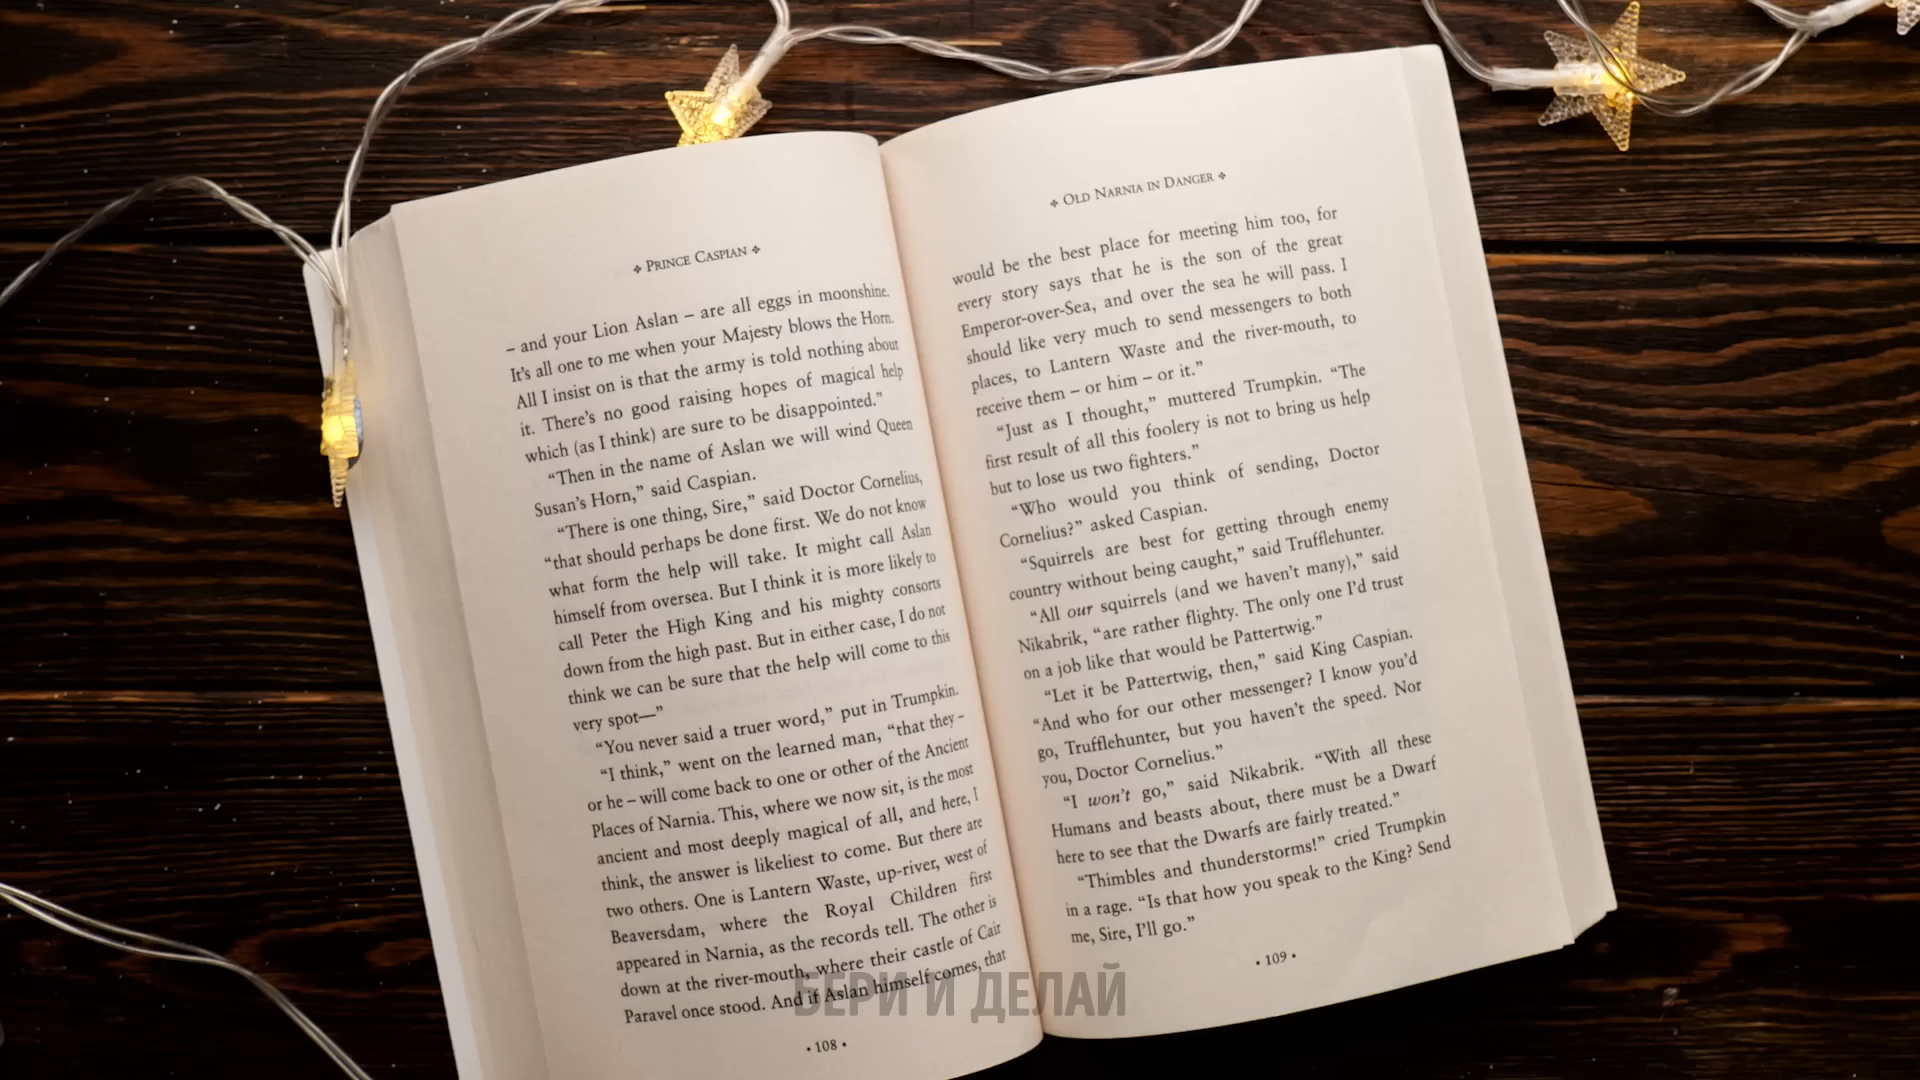 ❖ PRINCE CASPIAN ❖
– and your Lion Aslan – are all eggs in moonshine.
It's all one to me when your Majesty blows the Horn.
All I insist on is that the army is told nothing about
it. There's no good raising hopes of magical help
which (as I think) are sure to be disappointed.”
“Then in the name of Aslan we will wind Queen
Susan's Horn,” said Caspian.
“There is one thing, Sire,” said Doctor Cornelius,
“that should perhaps be done first. We do not know
what form the help will take. It might call Aslan
himself from oversea. But I think it is more likely to
call Peter the High King and his mighty consorts
down from the high past. But in either case, I do not
think we can be sure that the help will come to this
very spot—”
“You never said a truer word,” put in Trumpkin.
“I think,” went on the learned man, “that they –
or he – will come back to one or other of the Ancient
Places of Narnia. This, where we now sit, is the most
ancient and most deeply magical of all, and here, I
think, the answer is likeliest to come. But there are
two others. One is Lantern Waste, up-river, west of
Beaversdam, where the Royal Children first
appeared in Narnia, as the records tell. The other is
down at the river-mouth, where their castle of Cair
Paravel once stood. And if Aslan himself comes, that
• 108 •
❖ OLD NARNIA IN DANGER ❖
would be the best place for meeting him too, for
every story says that he is the son of the great
Emperor-over-Sea, and over the sea he will pass. I
should like very much to send messengers to both
places, to Lantern Waste and the river-mouth, to
receive them – or him – or it.”
“Just as I thought,” muttered Trumpkin. “The
first result of all this foolery is not to bring us help
but to lose us two fighters.”
“Who would you think of sending, Doctor
Cornelius?” asked Caspian.
“Squirrels are best for getting through enemy
country without being caught,” said Trufflehunter.
“All our squirrels (and we haven't many),” said
Nikabrik, “are rather flighty. The only one I'd trust
on a job like that would be Pattertwig.”
“Let it be Pattertwig, then,” said King Caspian.
“And who for our other messenger? I know you'd
go, Trufflehunter, but you haven't the speed. Nor
you, Doctor Cornelius.”
“I won't go,” said Nikabrik. “With all these
Humans and beasts about, there must be a Dwarf
here to see that the Dwarfs are fairly treated.”
“Thimbles and thunderstorms!” cried Trumpkin
in a rage. “Is that how you speak to the King? Send
me, Sire, I'll go.”
• 109 •
БЕРИ И ДЕЛАЙ